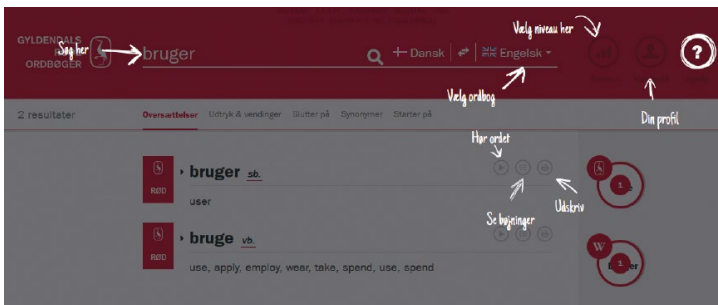 Vælg niveau her
GYLDENDALS
RØDE
ORDBØGER
Søg her
bruger
Dansk
Engelsk
?
Vælg ordbog
Din profil
2 resultater
Oversættelser Udtryk & vendinger Slutter på Synonymer Starter på
Hør ordet
bruger sb.
RØD
user
1
Se bøjninger
Udskriv
bruge vb.
RØD
W
1
use, apply, employ, wear, take, spend, use, spend